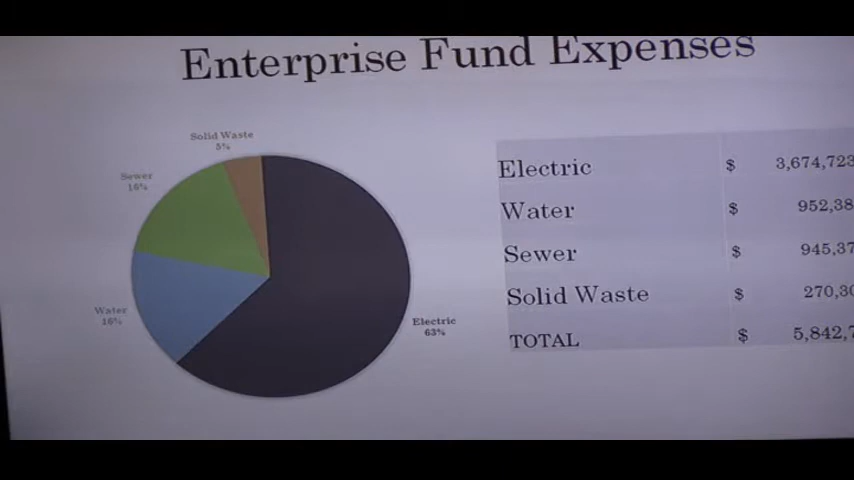 Enterprise Fund Expenses
Solid Waste
5%
Sewer
16%
Water
16%
Electric
63%
Electric $ 3,674,723
Water $ 952,38
Sewer $ 945,37
Solid Waste $ 270,30
TOTAL $ 5,842,7